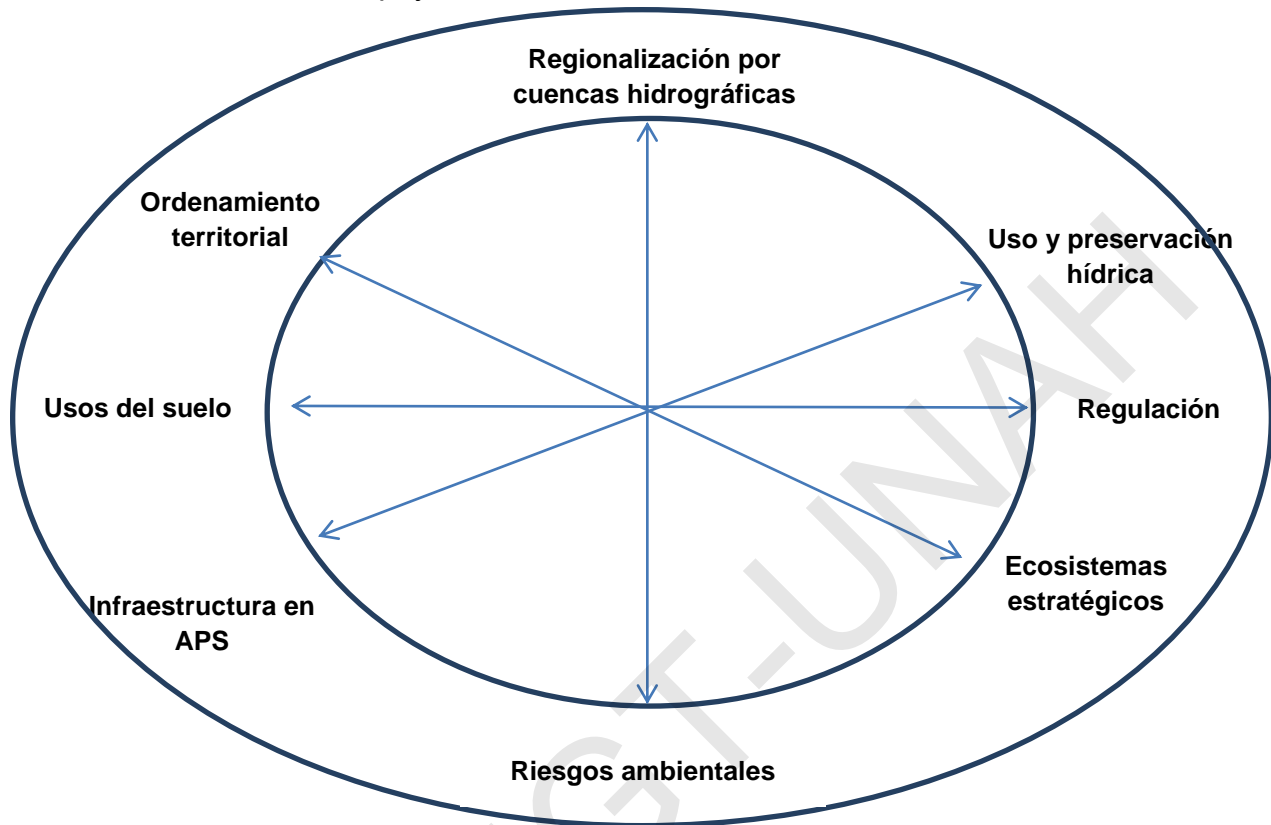 Regionalización por
cuencas hidrográficas
Ordenamiento
territorial
Uso y preservación
hídrica
Usos del suelo
Regulación
Ecosistemas
estratégicos
Infraestructura en
APS
Riesgos ambientales
GT-UNAH